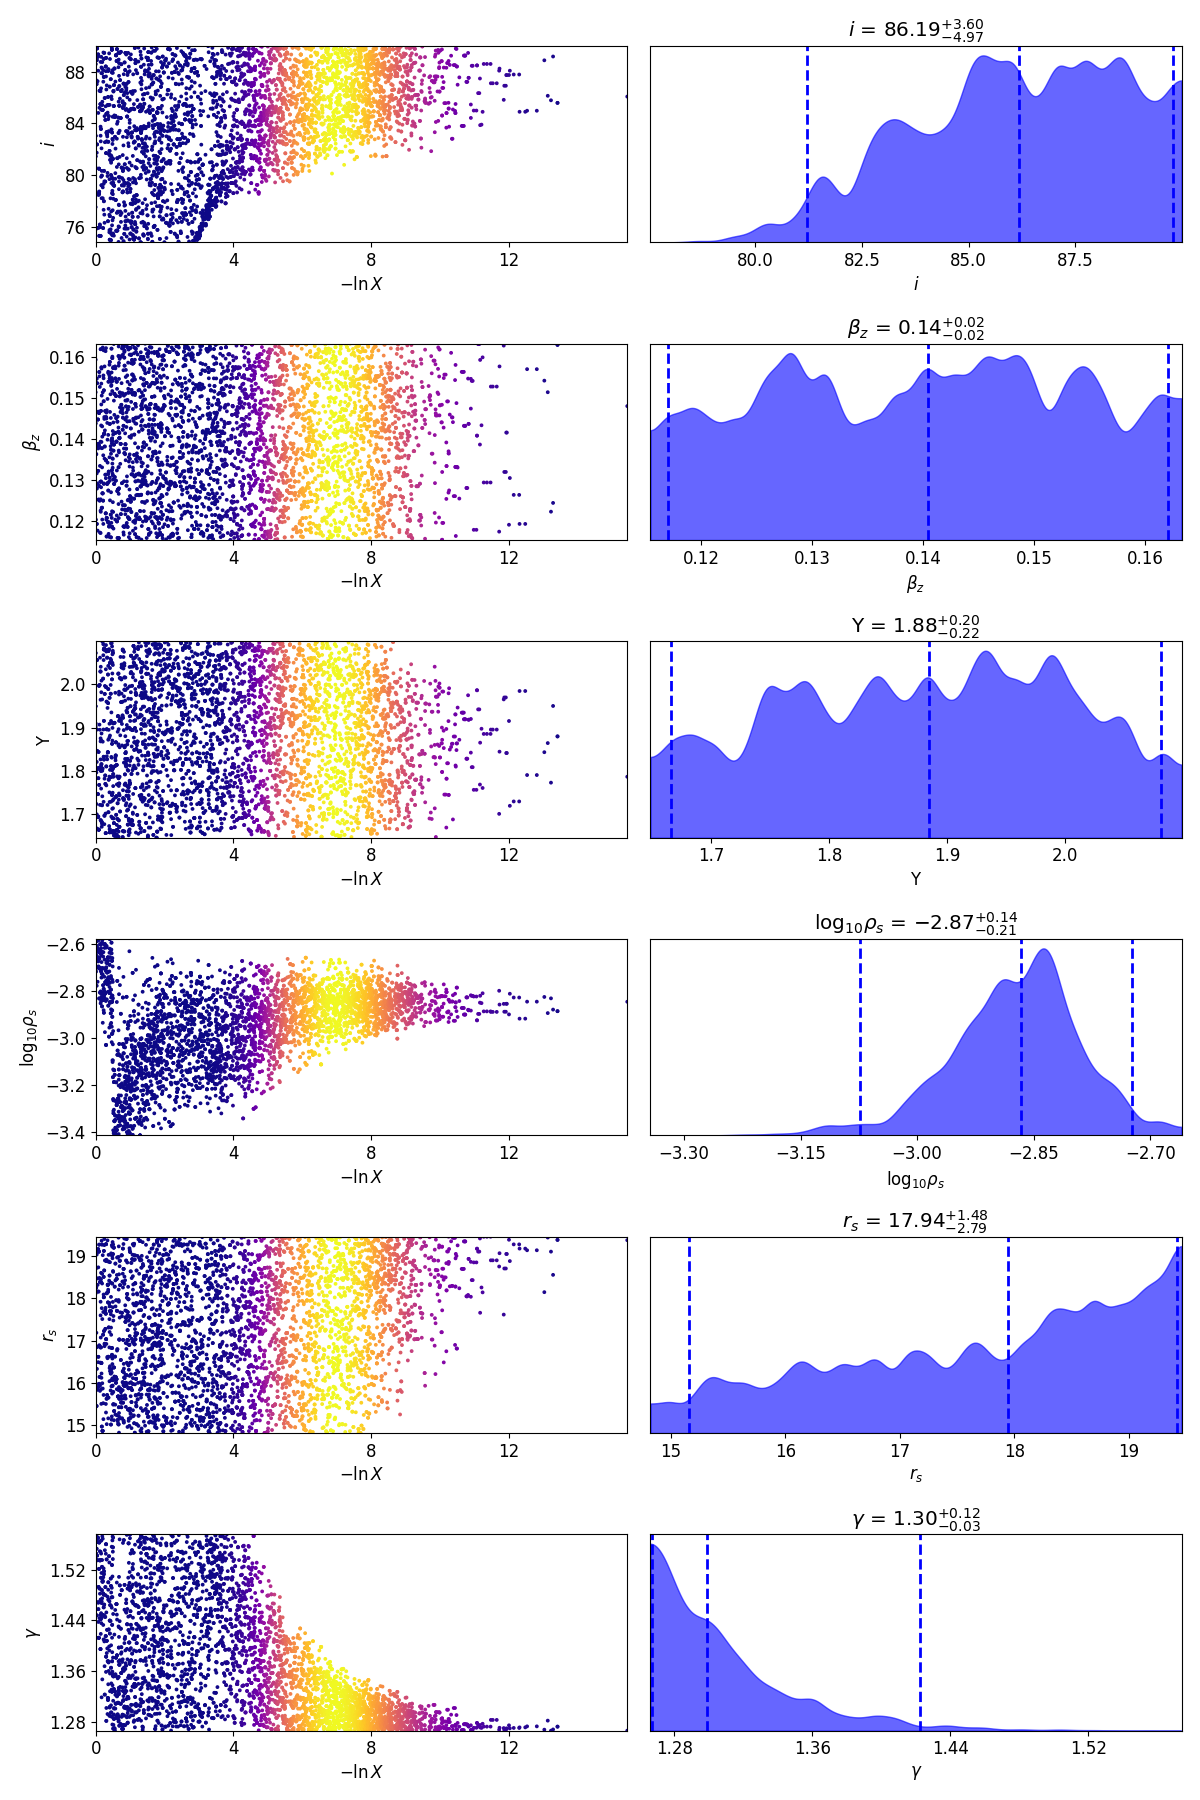 i = 86.19+3.60−4.97
88
84
80
76
i
0 4 8 12
−ln X
80.0 82.5 85.0 87.5
i
βz = 0.14+0.02−0.02
0.16
0.15
0.14
0.13
0.12
βz
0 4 8 12
−ln X
0.12 0.13 0.14 0.15 0.16
βz
Y = 1.88+0.20−0.22
2.0
1.9
1.8
1.7
Y
0 4 8 12
−ln X
1.7 1.8 1.9 2.0
Y
log10ρs = −2.87+0.14−0.21
−2.6
−2.8
−3.0
−3.2
−3.4
log10ρs
0 4 8 12
−ln X
−3.30 −3.15 −3.00 −2.85 −2.70
log10ρs
rs = 17.94+1.48−2.79
19
18
17
16
15
rs
0 4 8 12
−ln X
15 16 17 18 19
rs
γ = 1.30+0.12−0.03
1.52
1.44
1.36
1.28
γ
0 4 8 12
−ln X
1.28 1.36 1.44 1.52
γ